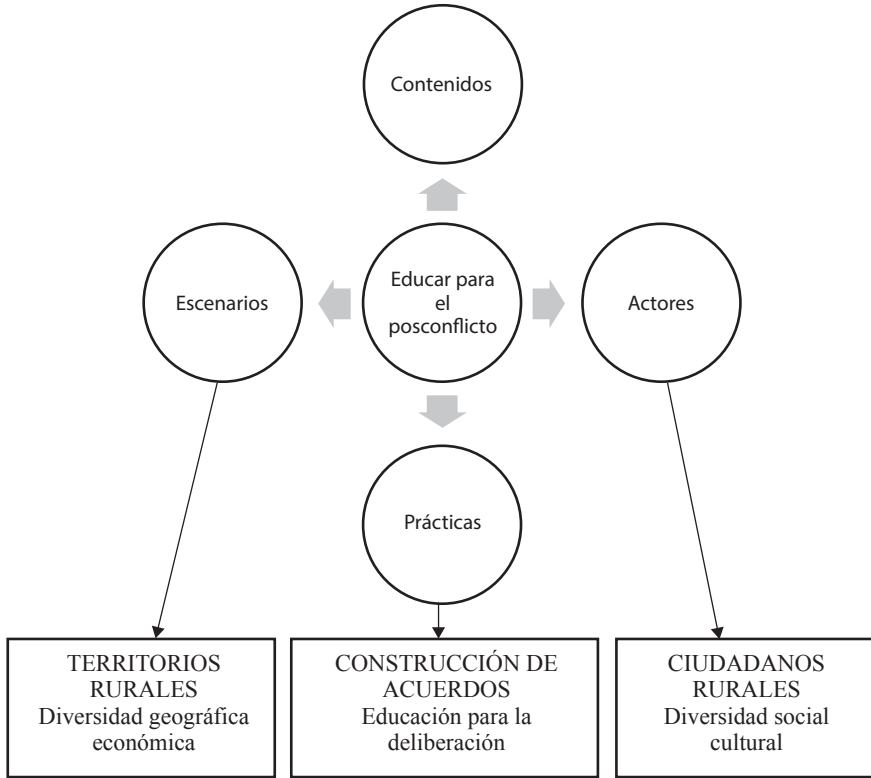 Contenidos
Escenarios
Educar para
el
posconflicto
Actores
Prácticas
TERRITORIOS
RURALES
Diversidad geográfica
económica
CONSTRUCCIÓN DE
ACUERDOS
Educación para la
deliberación
CIUDADANOS
RURALES
Diversidad social
cultural